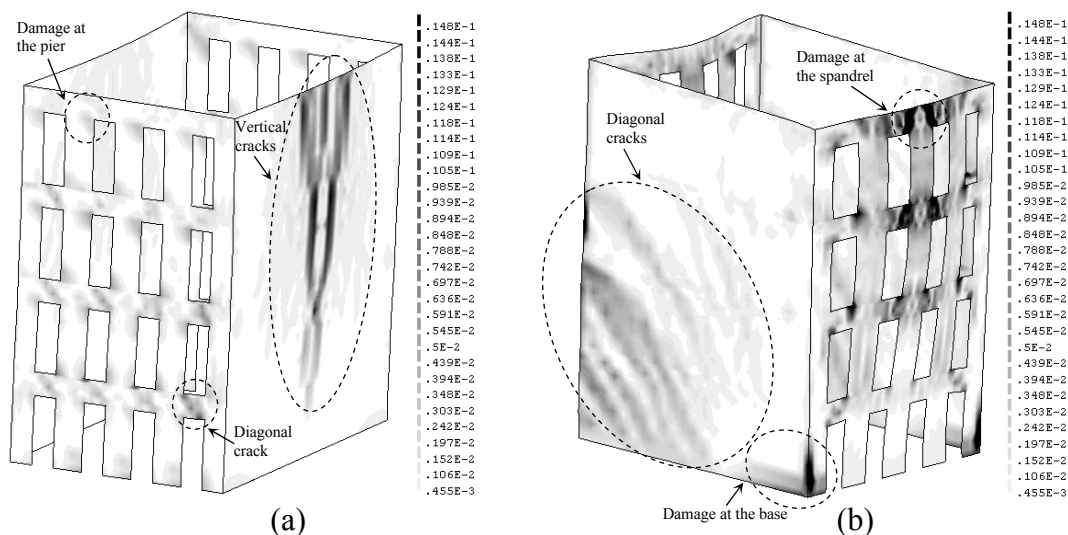 Damage at
the pier
Vertical
cracks
Diagonal
crack
(a)
.148E-1
.144E-1
.138E-1
.133E-1
.129E-1
.124E-1
.118E-1
.114E-1
.109E-1
.105E-1
.985E-2
.939E-2
.894E-2
.848E-2
.788E-2
.742E-2
.697E-2
.636E-2
.591E-2
.545E-2
.5E-2
.439E-2
.394E-2
.348E-2
.303E-2
.242E-2
.197E-2
.152E-2
.106E-2
.455E-3
Damage at
the spandrel
Diagonal
cracks
Damage at the base
(b)
.148E-1
.144E-1
.138E-1
.133E-1
.129E-1
.124E-1
.118E-1
.114E-1
.109E-1
.105E-1
.985E-2
.939E-2
.894E-2
.848E-2
.788E-2
.742E-2
.697E-2
.636E-2
.591E-2
.545E-2
.5E-2
.439E-2
.394E-2
.348E-2
.303E-2
.242E-2
.197E-2
.152E-2
.106E-2
.455E-3